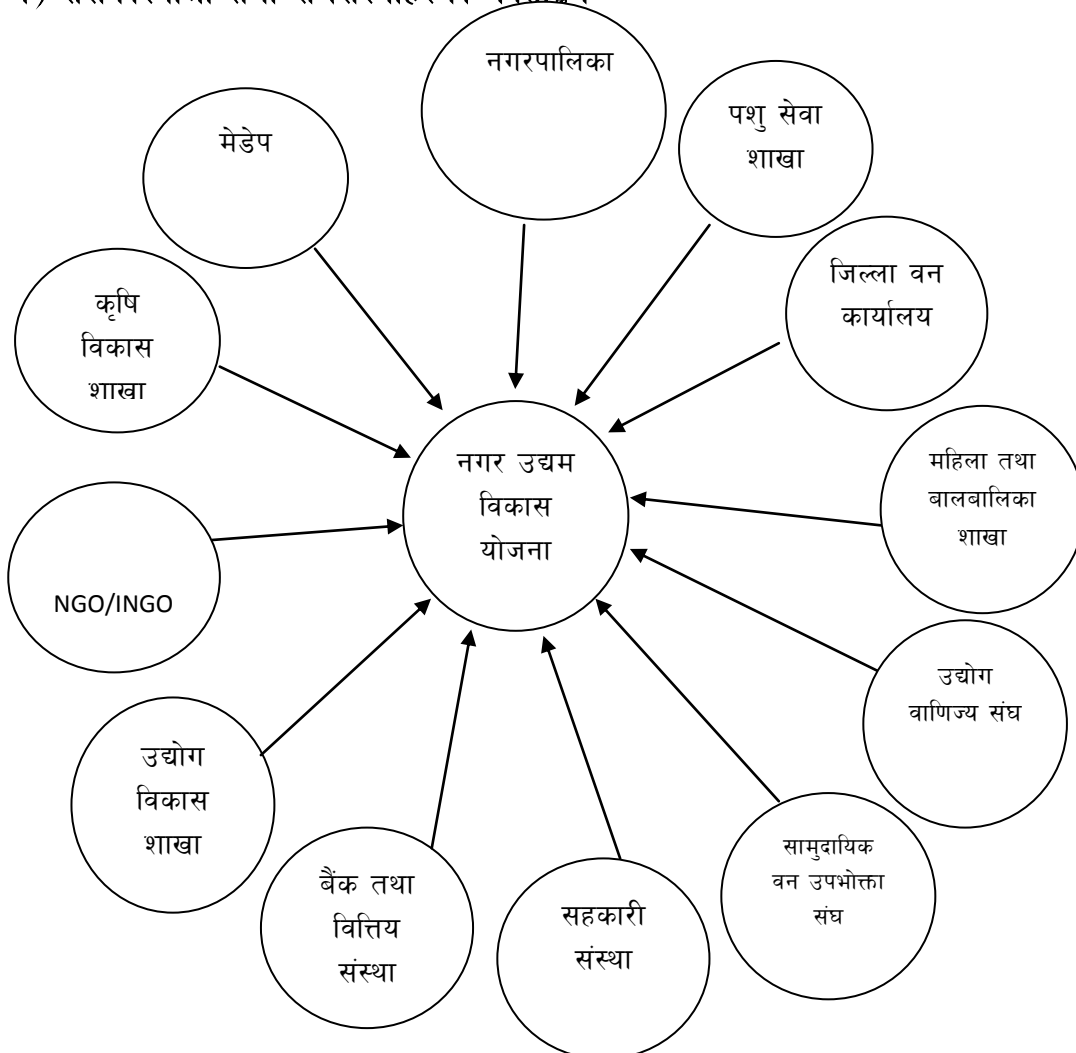 नगरपालिका
पशु सेवा
शाखा
जिल्ला वन
कार्यालय
महिला तथा
बालबालिका
शाखा
उद्योग
वाणिज्य संघ
सामुदायिक
वन उपभोक्ता
संघ
सहकारी
संस्था
बैंक तथा
वित्तिय
संस्था
उद्योग
विकास
शाखा
NGO/INGO
कृषि
विकास
शाखा
मेडेप
नगर उद्यम
विकास
योजना